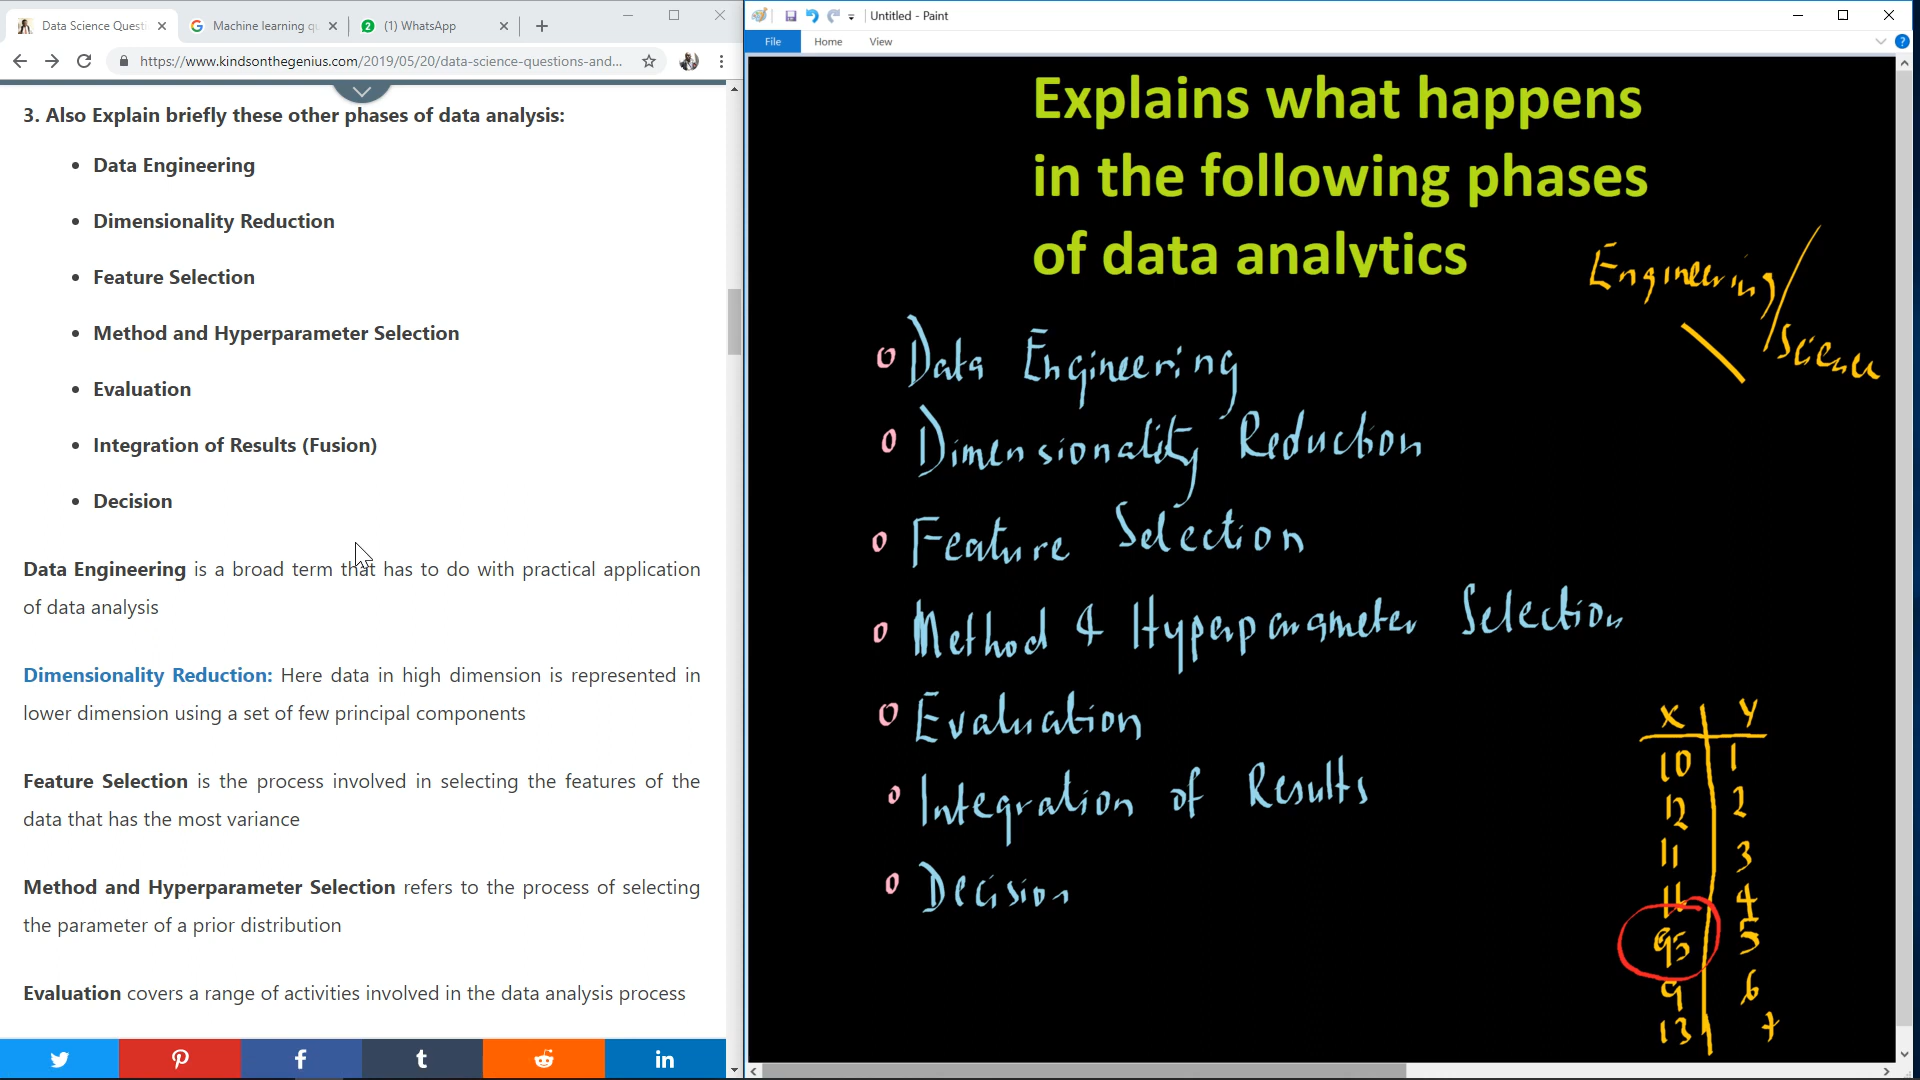 Data Science Questi
Machine learning qu
2
(1) WhatsApp
https://www.kindsonthegenius.com/2019/05/20/data-science-questions-and...
3. Also Explain briefly these other phases of data analysis:
• Data Engineering
• Dimensionality Reduction
• Feature Selection
• Method and Hyperparameter Selection
• Evaluation
• Integration of Results (Fusion)
• Decision
Data Engineering is a broad term that has to do with practical application
of data analysis
Dimensionality Reduction: Here data in high dimension is represented in
lower dimension using a set of few principal components
Feature Selection is the process involved in selecting the features of the
data that has the most variance
Method and Hyperparameter Selection refers to the process of selecting
the parameter of a prior distribution
Evaluation covers a range of activities involved in the data analysis process
Untitled - Paint
File Home View
Explains what happens
in the following phases
of data analytics
Engineering/
Science
Data Engineering
Dimensionality Reduction
Feature Selection
Method & Hyperparameter Selection
Evaluation
Integration of Results
Decision
X Y
10 1
12 2
11 3
11 4
95 5
9 6
13